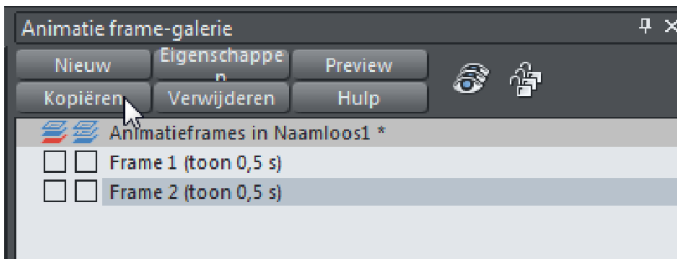 Animatie frame-galerie
Nieuw Eigenschappen Preview
Kopiëren Verwijderen Hulp
Animatieframes in Naamloos1 *
Frame 1 (toon 0,5 s)
Frame 2 (toon 0,5 s)